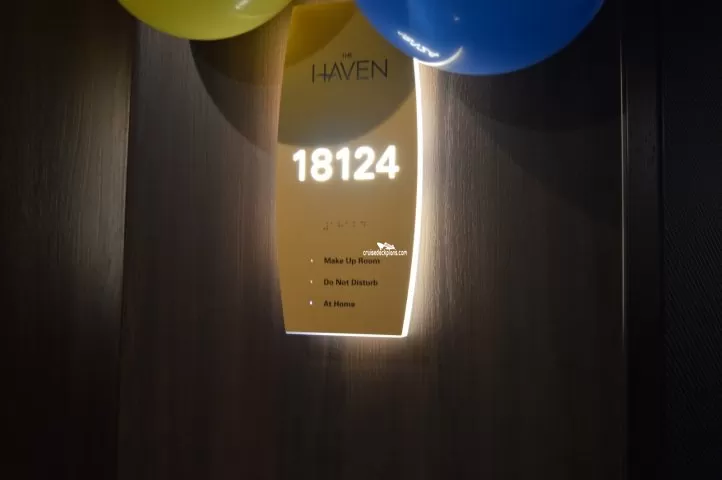 THE
HAVEN
18124
cruisedeckplans.com
Make Up Room
Do Not Disturb
At Home